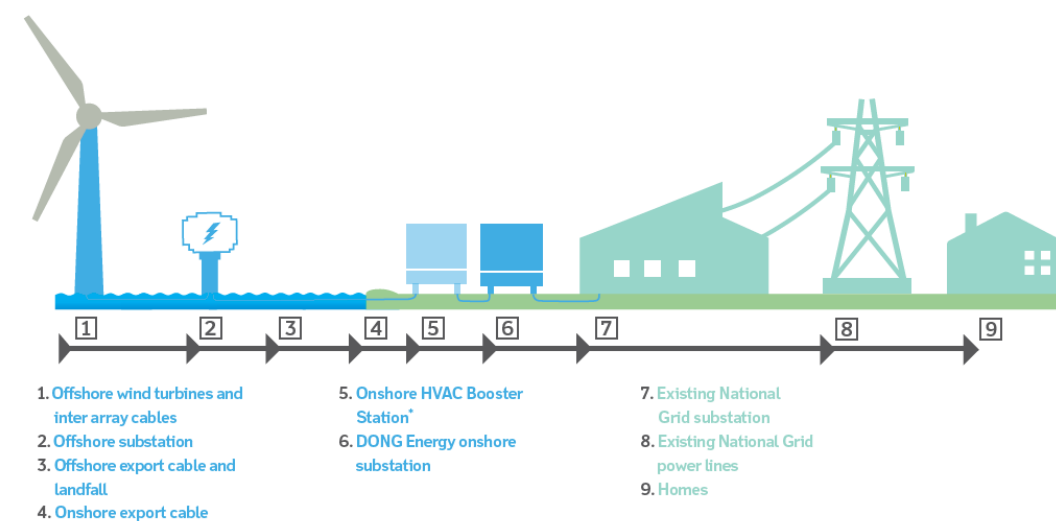 1
2
3
4
5
6
7
8
9
1. Offshore wind turbines and
inter array cables
2. Offshore substation
3. Offshore export cable and
landfall
4. Onshore export cable
5. Onshore HVAC Booster
Station*
6. DONG Energy onshore
substation
7. Existing National
Grid substation
8. Existing National Grid
power lines
9. Homes